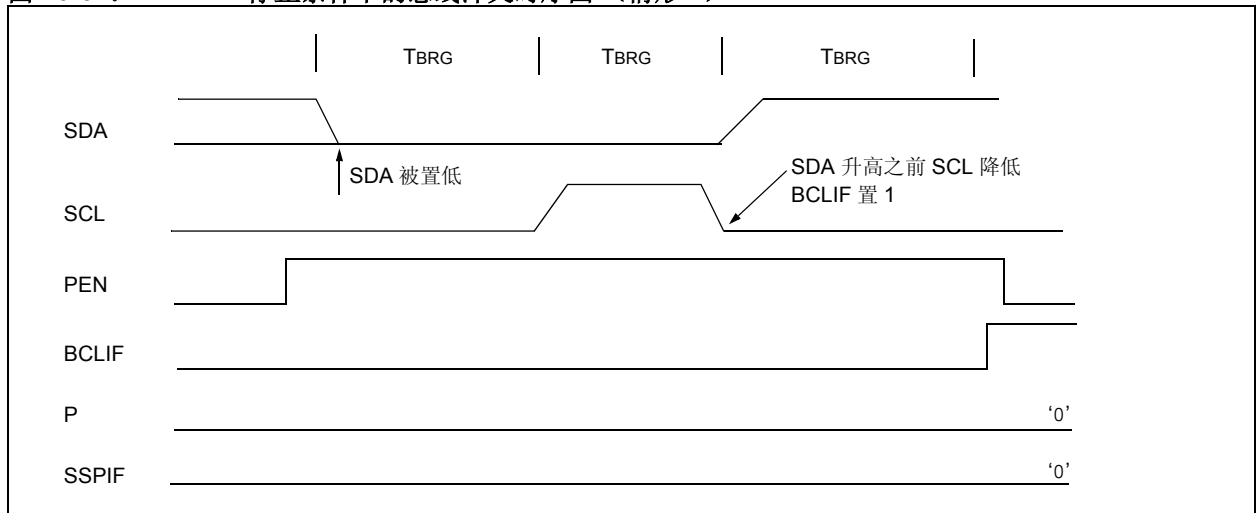 TBRG TBRG TBRG
SDA
SDA 被置低
SDA 升高之前 SCL 降低
BCLIF 置 1
SCL
PEN
BCLIF
P
'0'
SSPIF
'0'